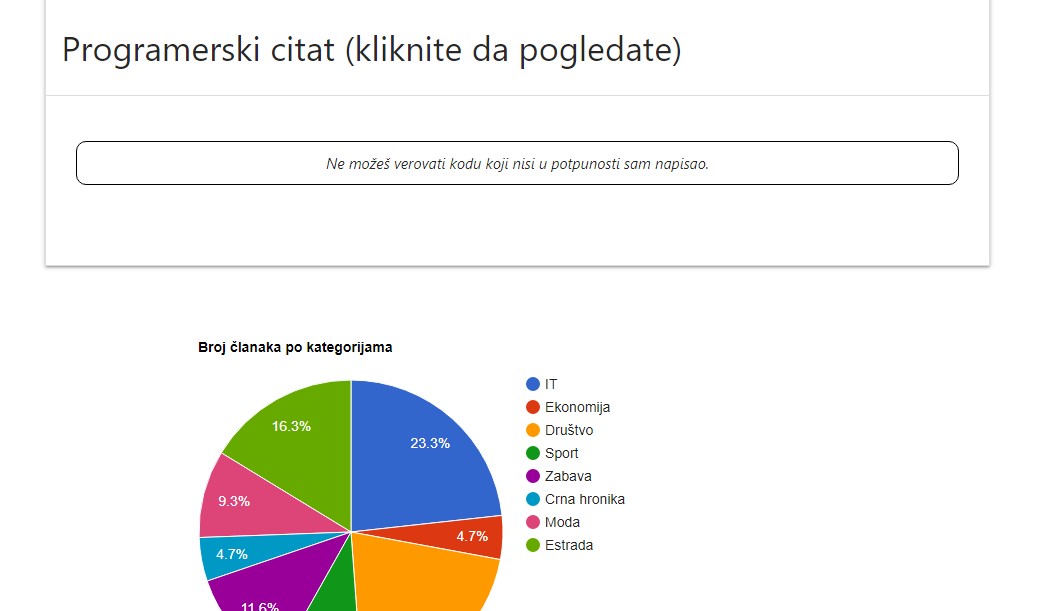 Programerski citat (kliknite da pogledate)
Ne možeš verovati kodu koji nisi u potpunosti sam napisao.
Broj članaka po kategorijama
16.3%
23.3%
9.3%
4.7%
4.7%
11.6%
IT
Ekonomija
Društvo
Sport
Zabava
Crna hronika
Moda
Estrada